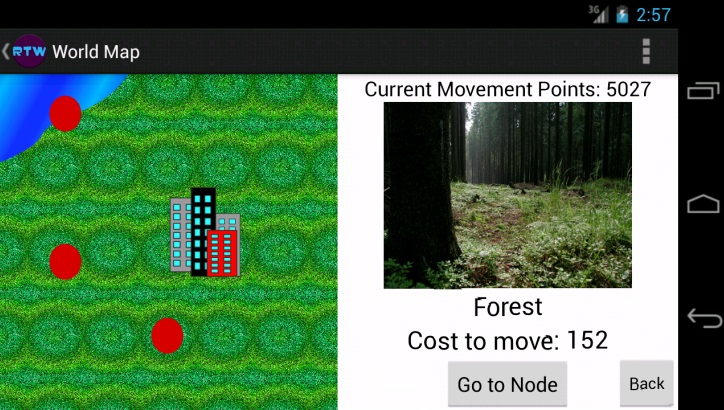 3G 2:57
RTW World Map
Current Movement Points: 5027
Forest
Cost to move: 152
Go to Node Back